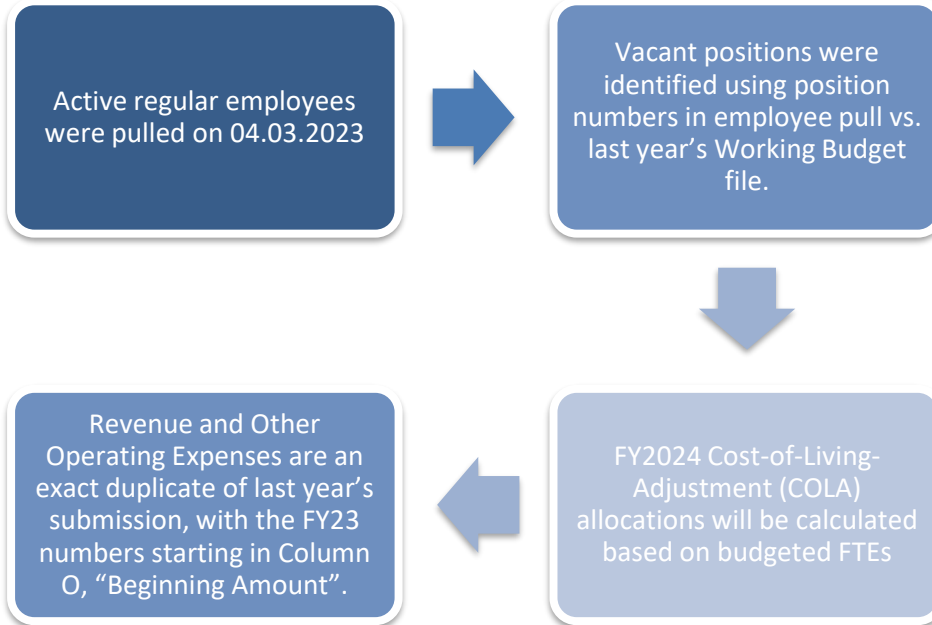 Active regular employees
were pulled on 04.03.2023
Vacant positions were
identified using position
numbers in employee pull vs.
last year’s Working Budget
file.
FY2024 Cost-of-Living-
Adjustment (COLA)
allocations will be calculated
based on budgeted FTEs
Revenue and Other
Operating Expenses are an
exact duplicate of last year’s
submission, with the FY23
numbers starting in Column
O, “Beginning Amount”.